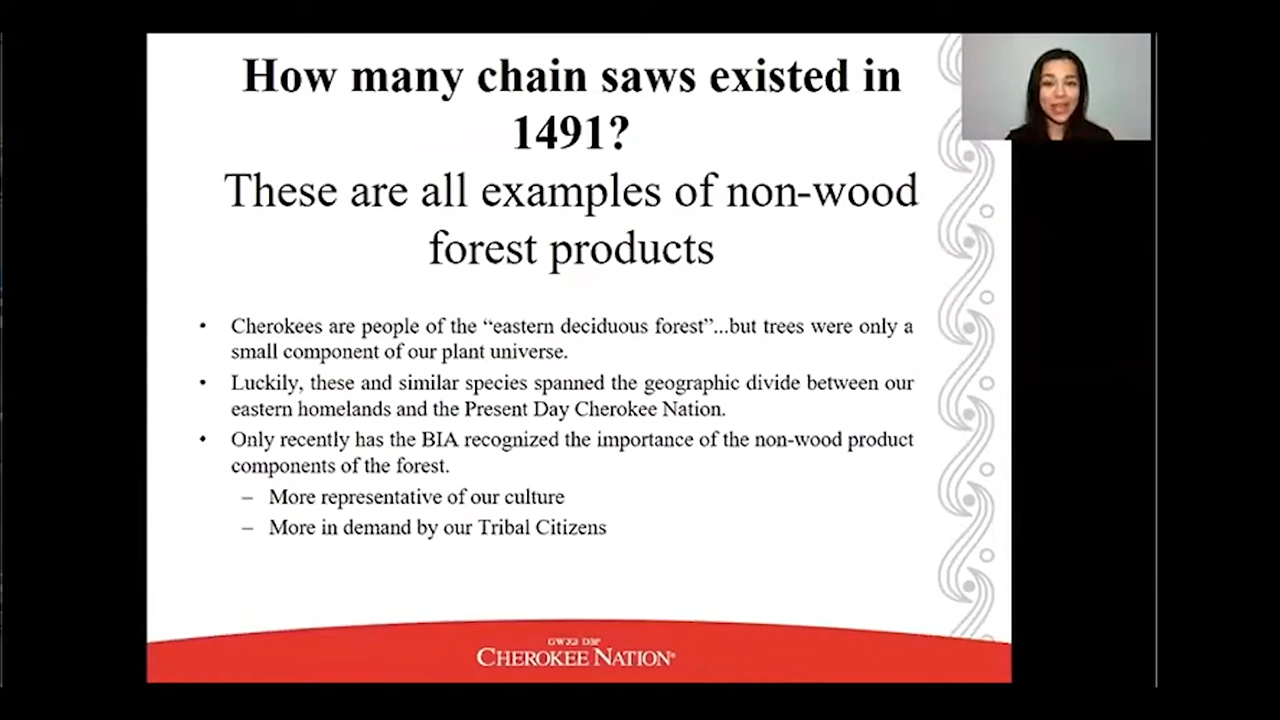 How many chain saws existed in
1491?
These are all examples of non-wood
forest products
• Cherokees are people of the “eastern deciduous forest”...but trees were only a
small component of our plant universe.
• Luckily, these and similar species spanned the geographic divide between our
eastern homelands and the Present Day Cherokee Nation.
• Only recently has the BIA recognized the importance of the non-wood product
components of the forest.
– More representative of our culture
– More in demand by our Tribal Citizens
CHEROKEE NATION®